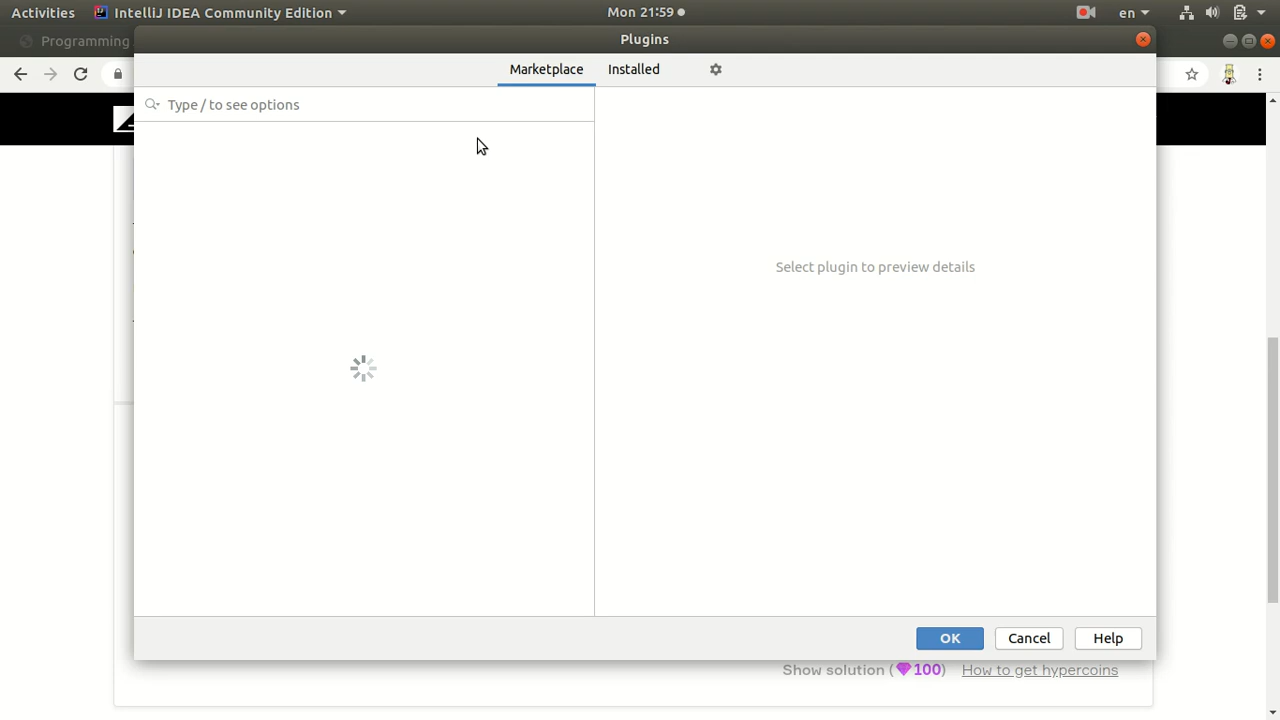 Activities
IntelliJ IDEA Community Edition
Mon 21:59
en
Programming
Plugins
Marketplace
Installed
Type / to see options
Select plugin to preview details
OK
Cancel
Help
Show solution (100)
How to get hypercoins